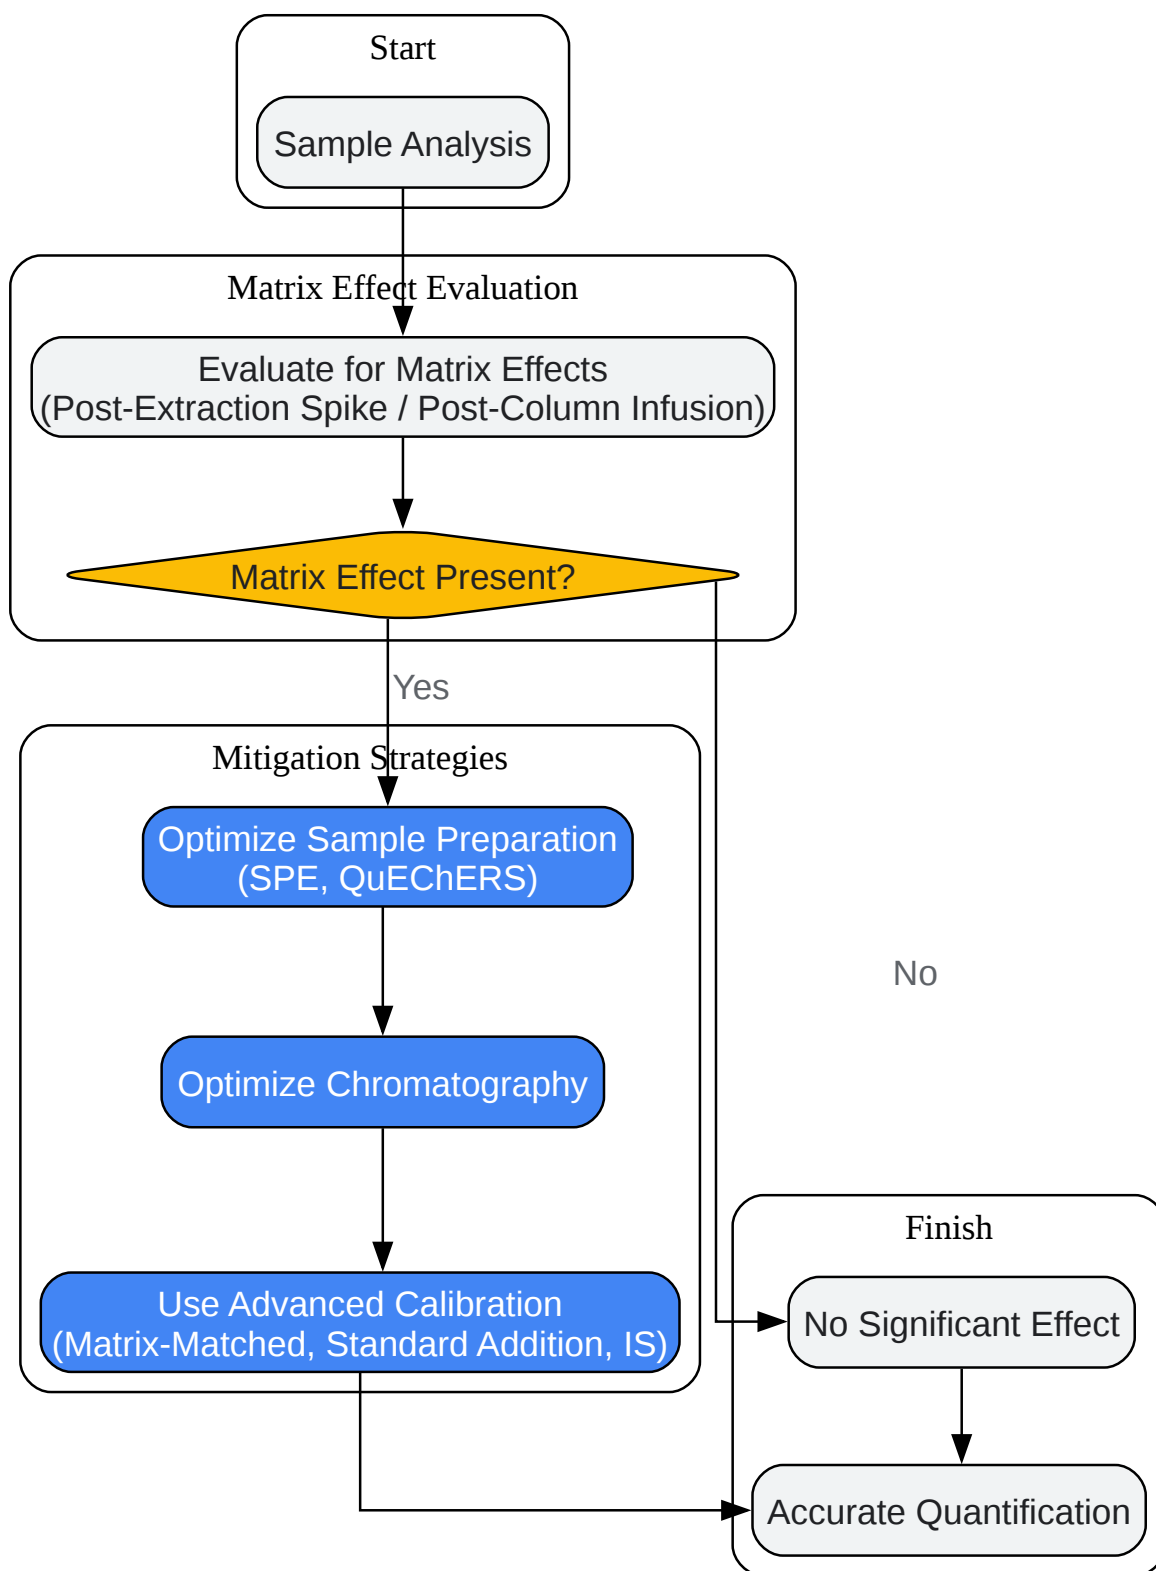 Start
Sample Analysis
Matrix Effect Evaluation
Evaluate for Matrix Effects
(Post-Extraction Spike / Post-Column Infusion)
Matrix Effect Present?
Yes
Mitigation Strategies
Optimize Sample Preparation
(SPE, QuEChERS)
No
Optimize Chromatography
Use Advanced Calibration
(Matrix-Matched, Standard Addition, IS)
Finish
No Significant Effect
Accurate Quantification